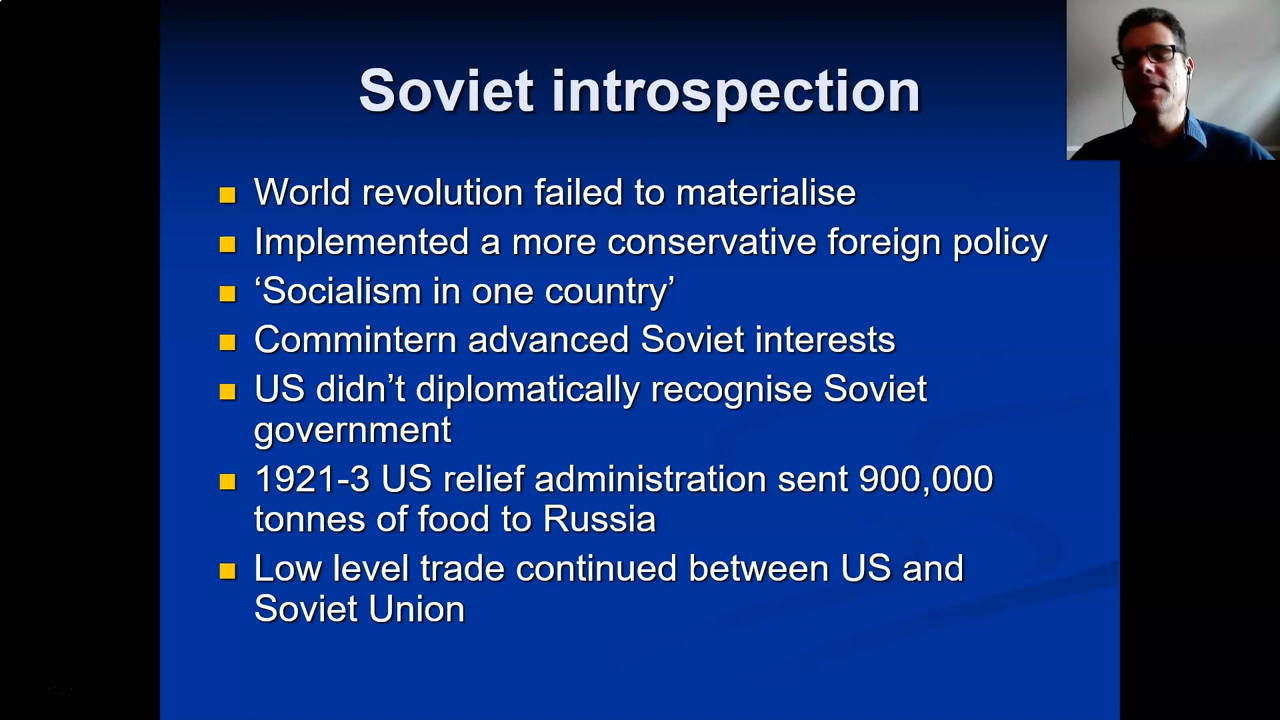 Soviet introspection
World revolution failed to materialise
Implemented a more conservative foreign policy
‘Socialism in one country’
Commintern advanced Soviet interests
US didn’t diplomatically recognise Soviet
government
1921-3 US relief administration sent 900,000
tonnes of food to Russia
Low level trade continued between US and
Soviet Union